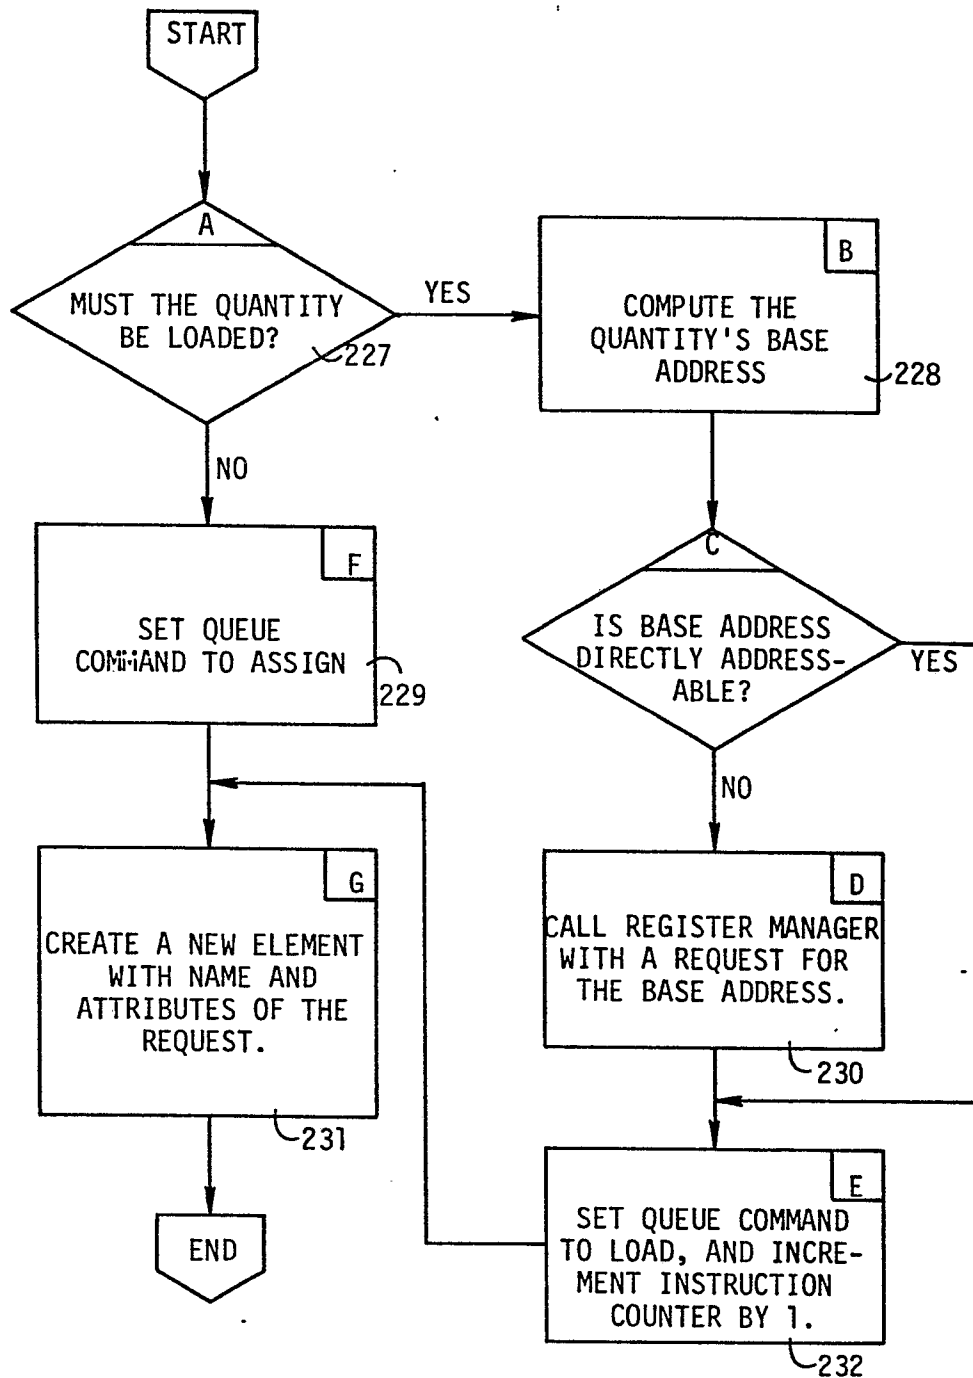 START
A
MUST THE QUANTITY
BE LOADED?
227
YES
B
COMPUTE THE
QUANTITY'S BASE
ADDRESS
228
NO
F
SET QUEUE
COMMAND TO ASSIGN
229
C
IS BASE ADDRESS
DIRECTLY ADDRESS-
ABLE?
YES
NO
G
CREATE A NEW ELEMENT
WITH NAME AND
ATTRIBUTES OF THE
REQUEST.
231
D
CALL REGISTER MANAGER
WITH A REQUEST FOR
THE BASE ADDRESS.
230
E
SET QUEUE COMMAND
TO LOAD, AND INCRE-
MENT INSTRUCTION
COUNTER BY 1.
232
END